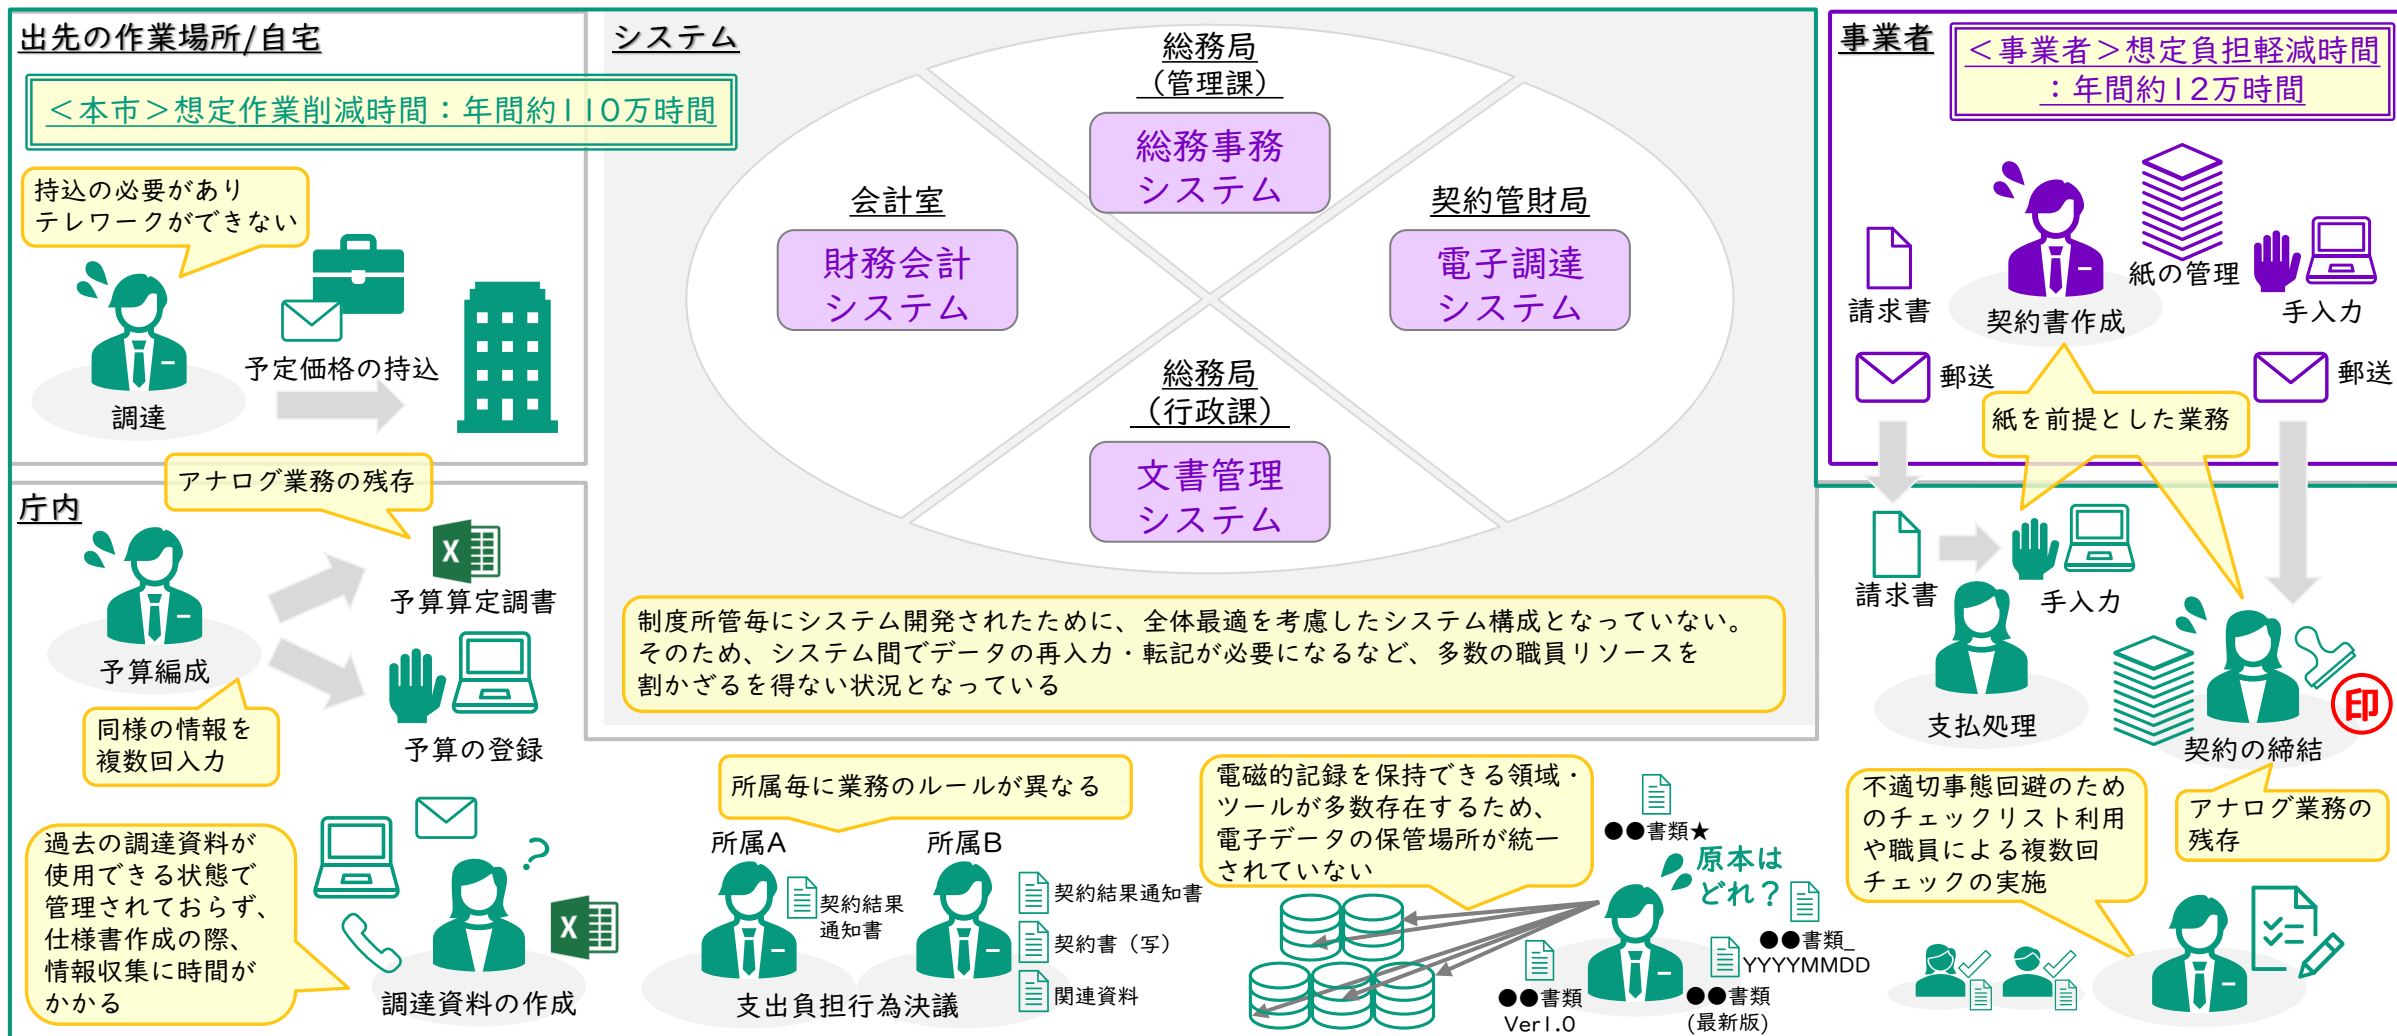 出先の作業場所/自宅
＜本市＞想定作業削減時間：年間約110万時間
持込の必要があり
テレワークができない
予定価格の持込
調達
システム
総務局
（管理課）
総務事務
システム
会計室
財務会計
システム
契約管財局
電子調達
システム
総務局
（行政課）
文書管理
システム
制度所管毎にシステム開発されたために、全体最適を考慮したシステム構成となっていない。
そのため、システム間でデータの再入力・転記が必要になるなど、多数の職員リソースを
割かざるを得ない状況となっている
事業者
＜事業者＞想定負担軽減時間
：年間約12万時間
請求書
契約書作成
紙の管理
手入力
郵送
郵送
紙を前提とした業務
庁内
アナログ業務の残存
予算編成
予算算定調書
予算の登録
同様の情報を
複数回入力
過去の調達資料が
使用できる状態で
管理されておらず、
仕様書作成の際、
情報収集に時間が
かかる
調達資料の作成
所属毎に業務のルールが異なる
所属A
所属B
契約結果
通知書
契約結果通知書
契約書（写）
関連資料
支出負担行為決議
電磁的記録を保持できる領域・
ツールが多数存在するため、
電子データの保管場所が統一
されていない
●●書類★
原本は
どれ？
●●書類_
YYYYMMDD
●●書類
Ver1.0
●●書類
(最新版)
請求書
手入力
支払処理
印
契約の締結
アナログ業務の
残存
不適切事態回避のため
のチェックリスト利用
や職員による複数回
チェックの実施